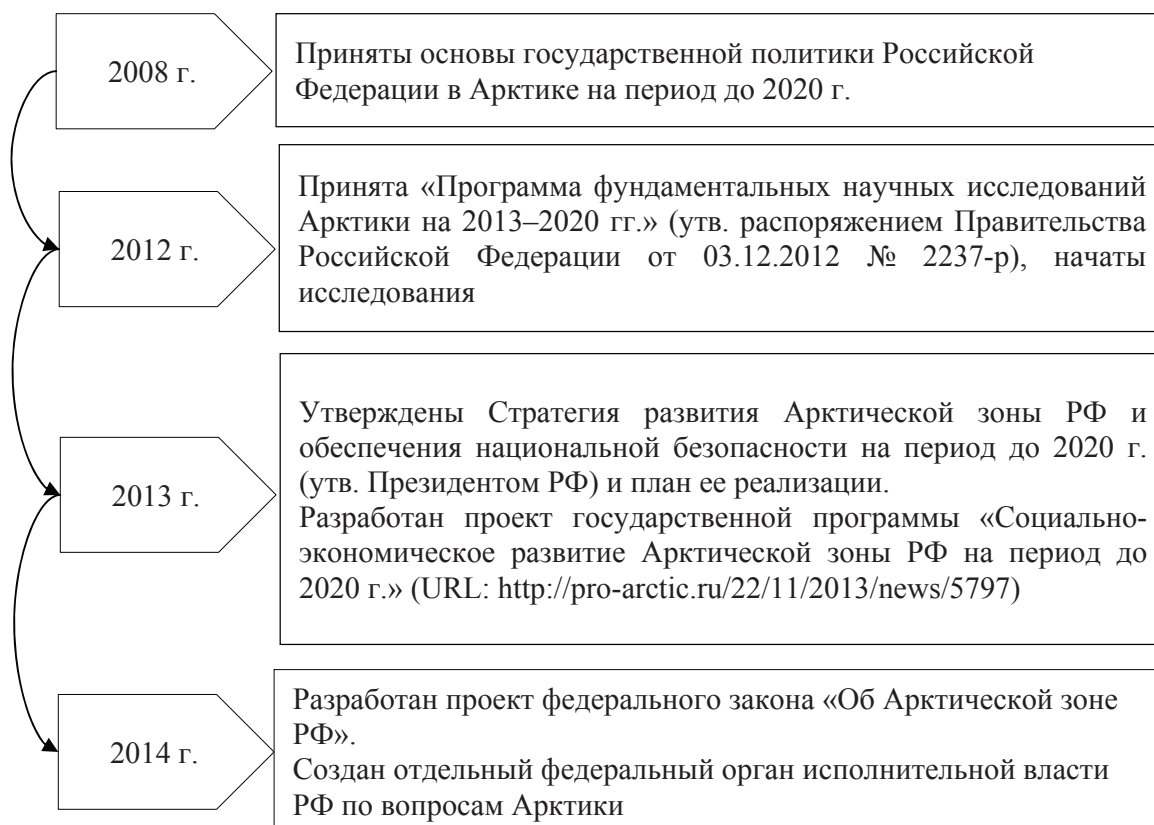 2008 г.
Приняты основы государственной политики Российской
Федерации в Арктике на период до 2020 г.
2012 г.
Принята «Программа фундаментальных научных исследований
Арктики на 2013–2020 гг.» (утв. распоряжением Правительства
Российской Федерации от 03.12.2012 № 2237-р), начаты
исследования
2013 г.
Утверждены Стратегия развития Арктической зоны РФ и
обеспечения национальной безопасности на период до 2020 г.
(утв. Президентом РФ) и план ее реализации.
Разработан проект государственной программы «Социально-
экономическое развитие Арктической зоны РФ на период до
2020 г.» (URL: http://pro-arctic.ru/22/11/2013/news/5797)
2014 г.
Разработан проект федерального закона «Об Арктической зоне
РФ».
Создан отдельный федеральный орган исполнительной власти
РФ по вопросам Арктики